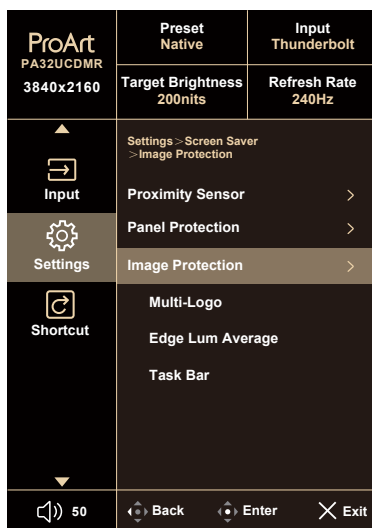 ProArt
PA32UCDMR
3840x2160
Preset
Native
Input
Thunderbolt
Target Brightness
200nits
Refresh Rate
240Hz
Input
Settings
Shortcut
Settings>Screen Saver
>Image Protection
Proximity Sensor >
Panel Protection >
Image Protection >
Multi-Logo
Edge Lum Average
Task Bar
50
Back
Enter
Exit